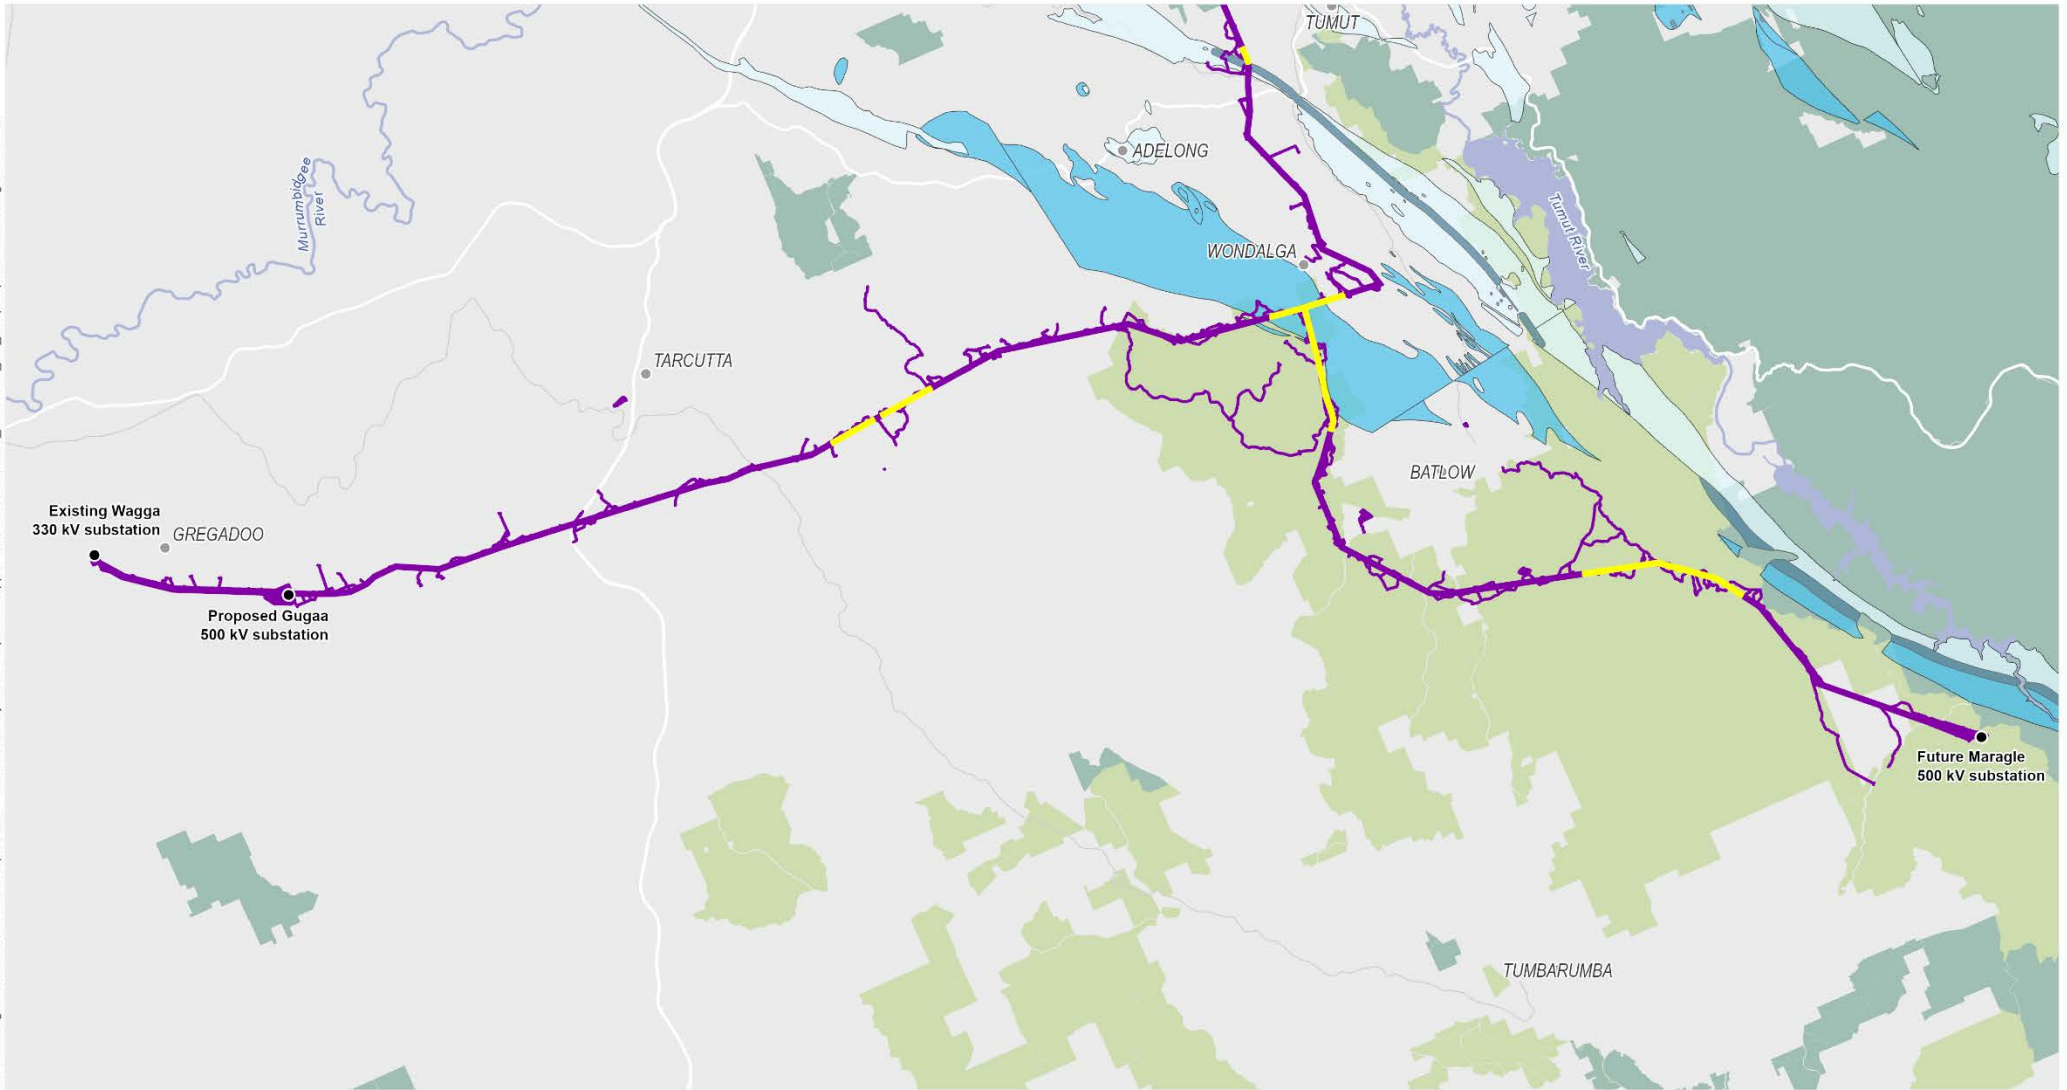 TUMUT
ADELONG
Murrumbidgee
River
Tumut River
WONDALGA
TARCUTTA
BATLOW
Existing Wagga
330 kV substation
GREGADOO
Proposed Gugaa
500 kV substation
Future Maragle
500 kV substation
TUMBARUMBA